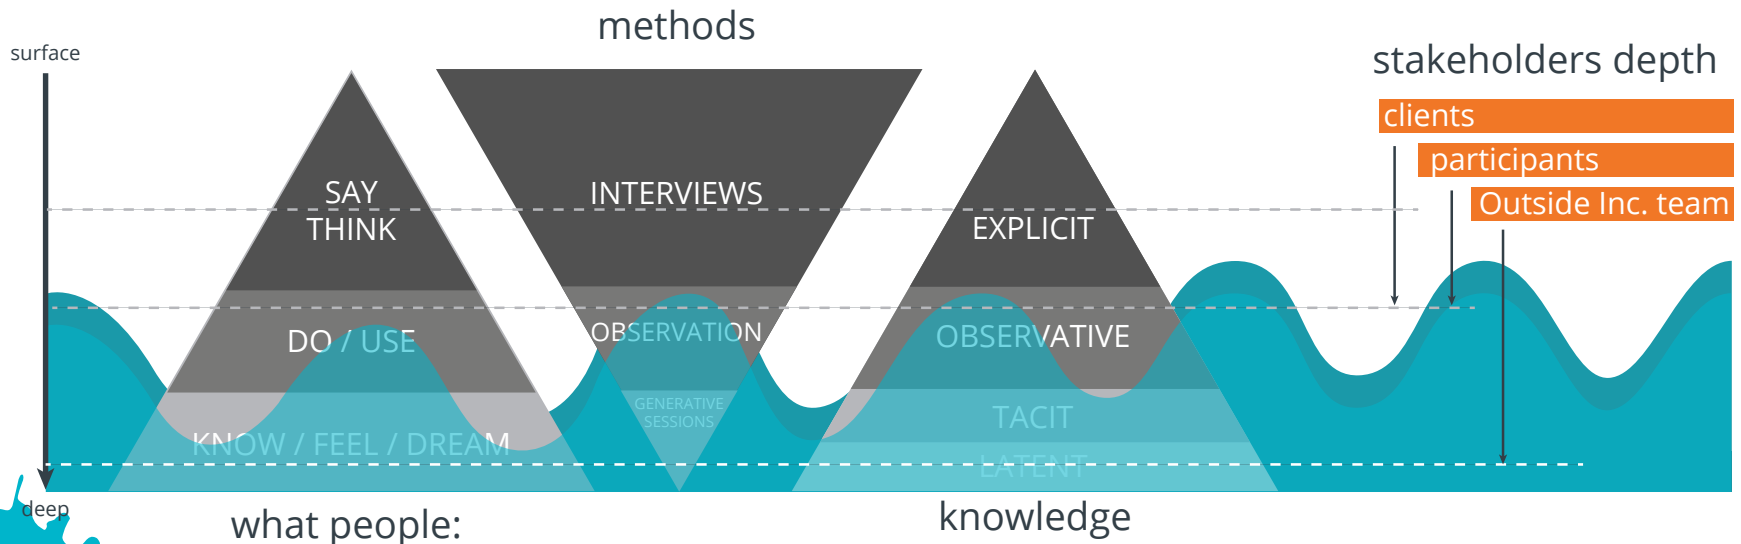 methods
surface
stakeholders depth
clients
participants
Outside Inc. team
SAY
THINK
DO / USE
KNOW / FEEL / DREAM
INTERVIEWS
OBSERVATION
GENERATIVE
SESSIONS
EXPLICIT
OBSERVATIVE
TACIT
LATENT
deep
what people:
knowledge